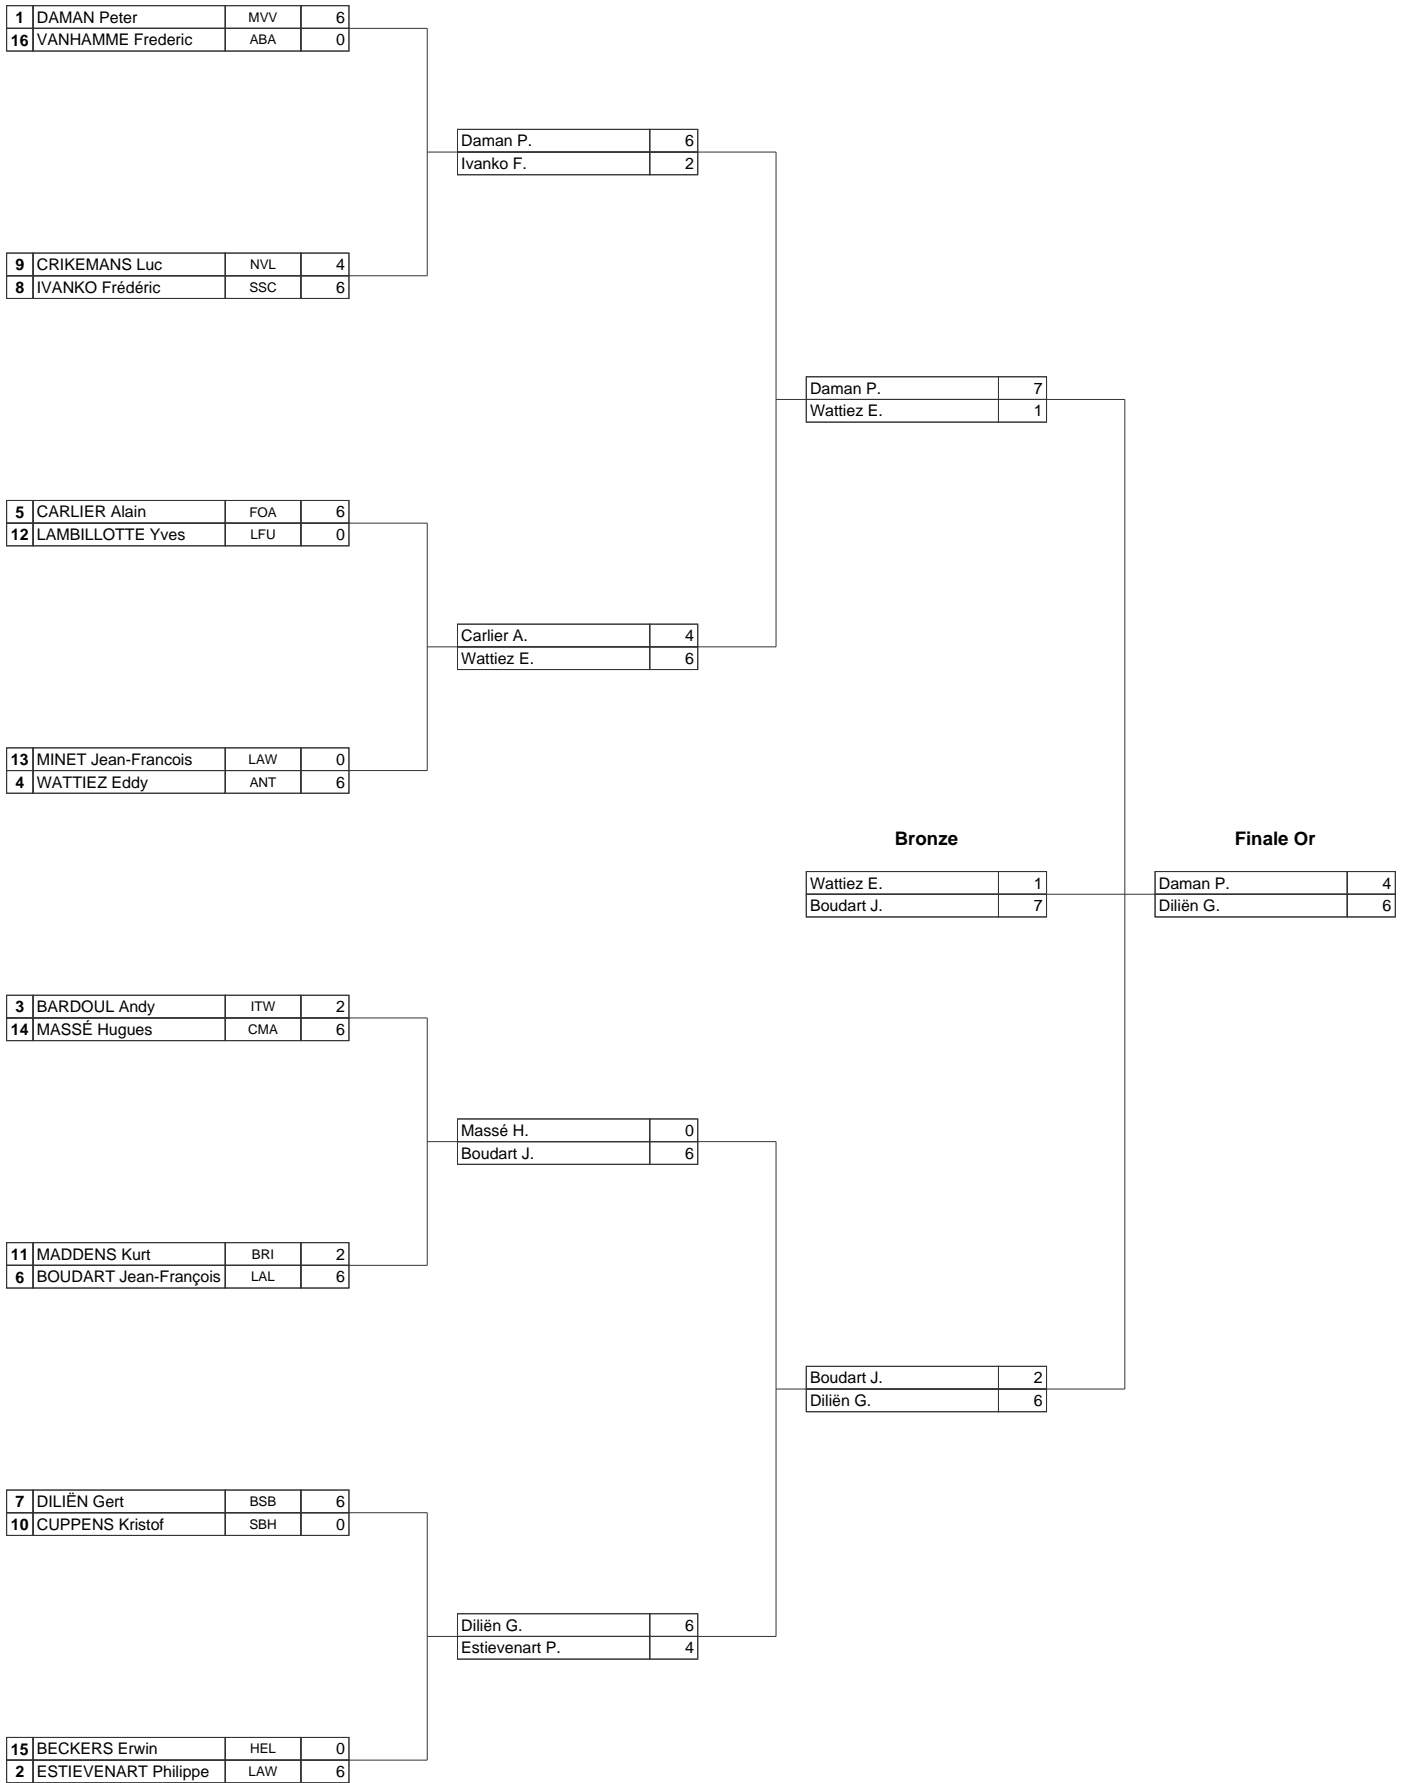 1 DAMAN Peter MVV 6
16 VANHAMME Frederic ABA 0
Daman P. 6
Ivanko F. 2
9 CRIKEMANS Luc NVL 4
8 IVANKO Frédéric SSC 6
Daman P. 7
Wattiez E. 1
5 CARLIER Alain FOA 6
12 LAMBILLOTTE Yves LFU 0
Carlier A. 4
Wattiez E. 6
13 MINET Jean-Francois LAW 0
4 WATTIEZ Eddy ANT 6
Bronze Finale Or
Wattiez E. 1 Daman P. 4
Boudart J. 7 Diliën G. 6
3 BARDOUL Andy ITW 2
14 MASSÉ Hugues CMA 6
Massé H. 0
Boudart J. 6
11 MADDENS Kurt BRI 2
6 BOUDART Jean-François LAL 6
Boudart J. 2
Diliën G. 6
7 DILIËN Gert BSB 6
10 CUPPENS Kristof SBH 0
Diliën G. 6
Estievenart P. 4
15 BECKERS Erwin HEL 0
2 ESTIEVENART Philippe LAW 6